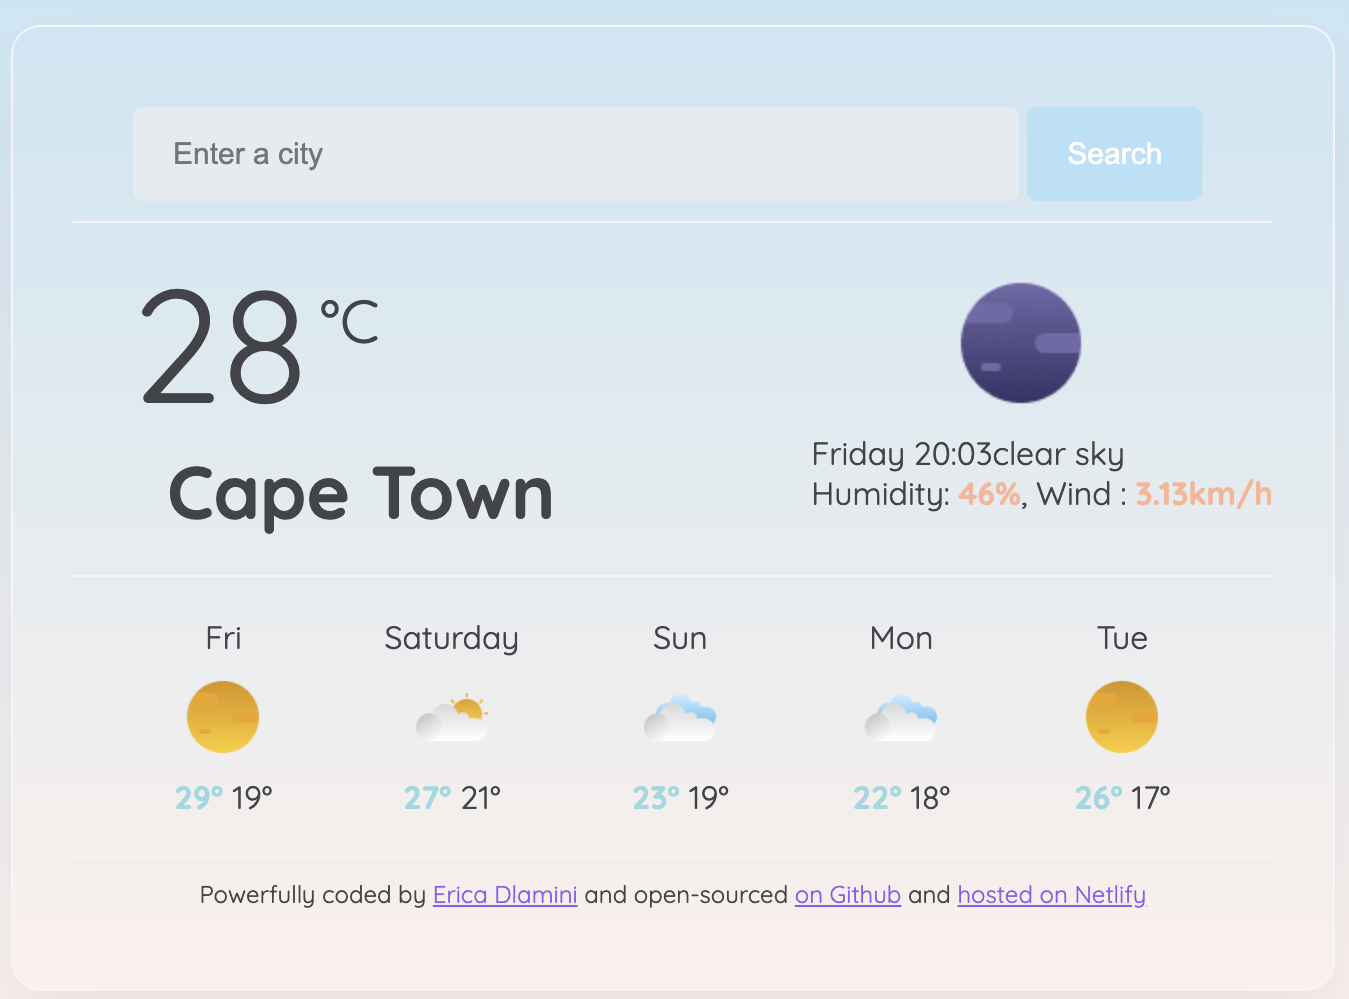 Enter a city
Search
28 °C
Cape Town
Friday 20:03clear sky
Humidity: 46%, Wind : 3.13km/h
Fri
Saturday
Sun
Mon
Tue
29° 19°
27° 21°
23° 19°
22° 18°
26° 17°
Powerfully coded by Erica Dlamini and open-sourced on Github and hosted on Netlify